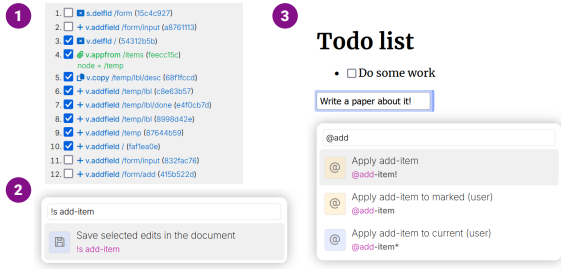 1
1. s.delfld /form (15c4c927)
2. + v.addfield /form/input (a8761113)
3. v.delfld / (54312b5b)
4. v.appfrom /items (feecc15c)
node = /temp
5. v.copy /temp/lbl/desc (68f1fccd)
6. + v.addfield /temp/lbl (c8e63b57)
7. + v.addfield /temp/lbl/done (e4f0cb7d)
8. + v.addfield /temp/lbl (8998d42e)
9. + v.addfield /temp (87644b59)
10. + v.addfield / (faf1ea0e)
11. + v.addfield /form/input (832fac76)
12. + v.addfield /form/add (415b522d)
2
!s add-item
Save selected edits in the document
!s add-item
3
Todo list
• Do some work
Write a paper about it!
@add
@ Apply add-item
@add-item!
@ Apply add-item to marked (user)
@add-item
@ Apply add-item to current (user)
@add-item*